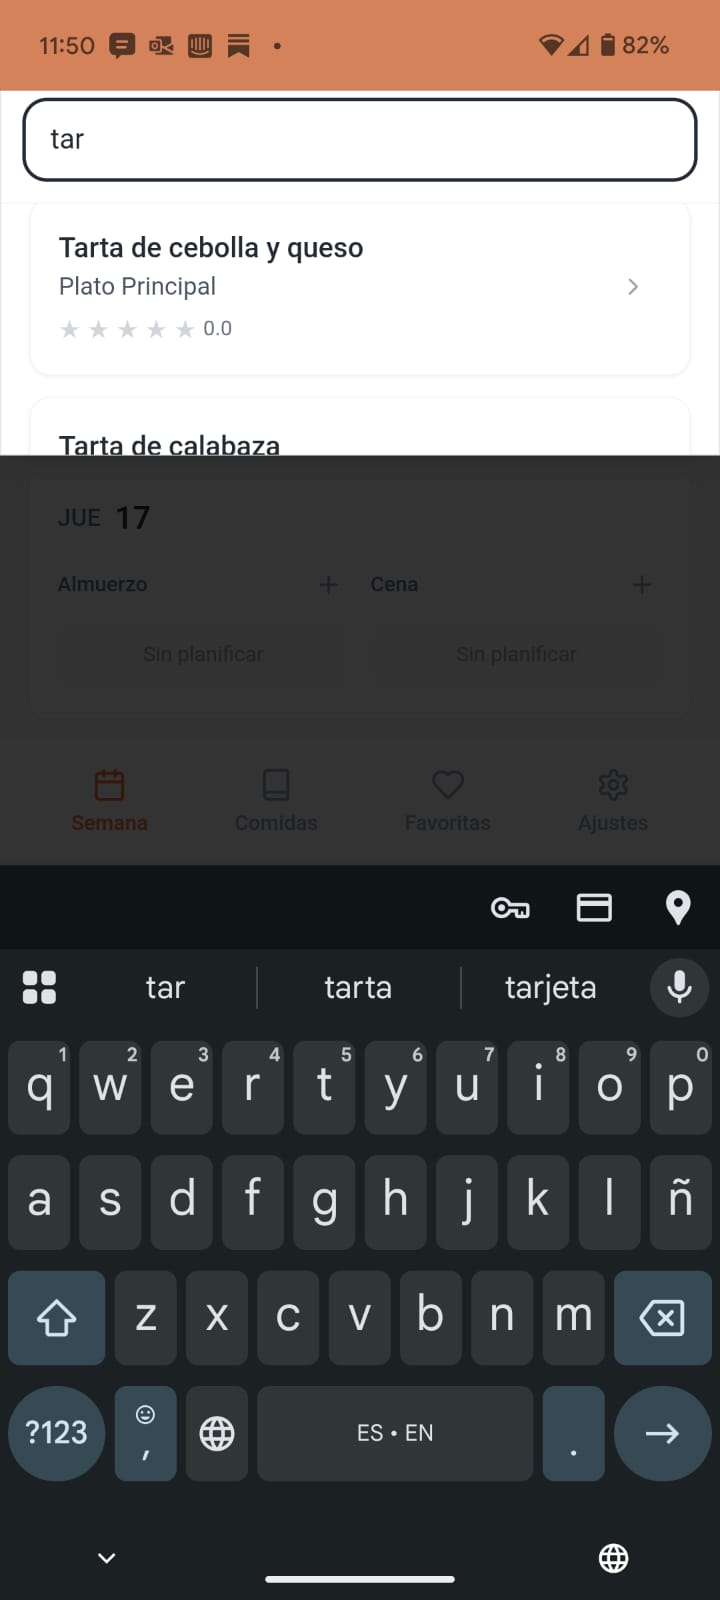 11:50 82%
tar
Tarta de cebolla y queso
Plato Principal
★ ★ ★ ★ ★ 0.0
Tarta de calabaza
JUE 17
Almuerzo + Cena +
Sin planificar Sin planificar
Semana Comidas Favoritas Ajustes
tar tarta tarjeta
1 2 3 4 5 6 7 8 9 0
q w e r t y u i o p
a s d f g h j k l ñ
z x c v b n m
?123 , ES • EN .